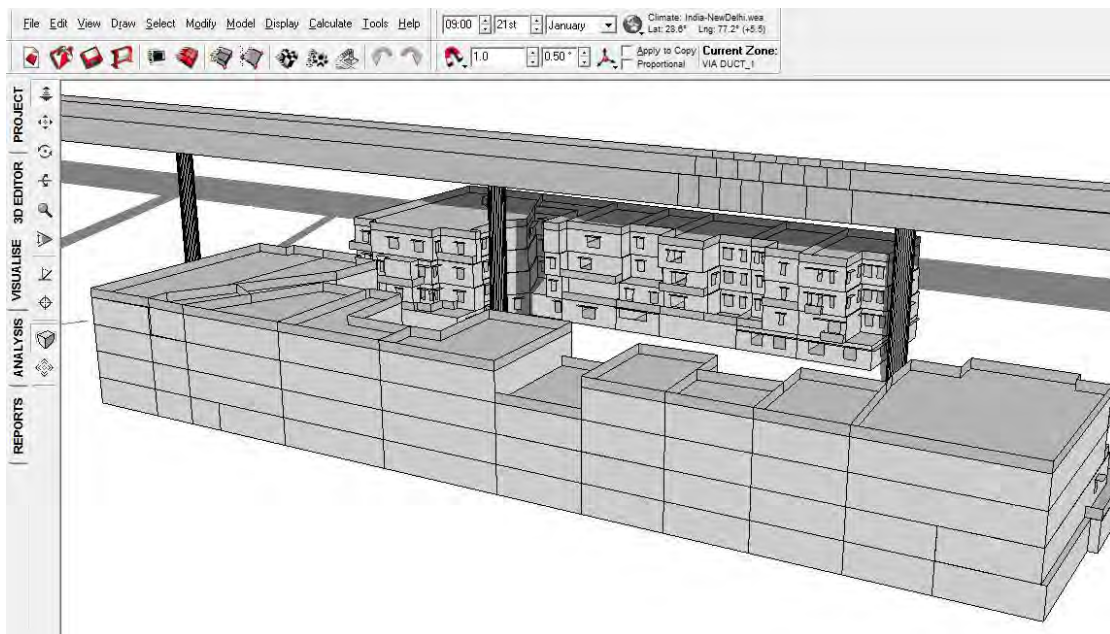 File Edit View Draw Select Modify Model Display Calculate Tools Help
09:00 21st January
Climate: India-NewDelhi.wea
Lat: 28.6° Lng: 77.2° (+5.5)
1.0 0.50 °
Apply to Copy
Proportional
Current Zone:
VIA DUCT_1
PROJECT
3D EDITOR
VISUALISE
ANALYSIS
REPORTS